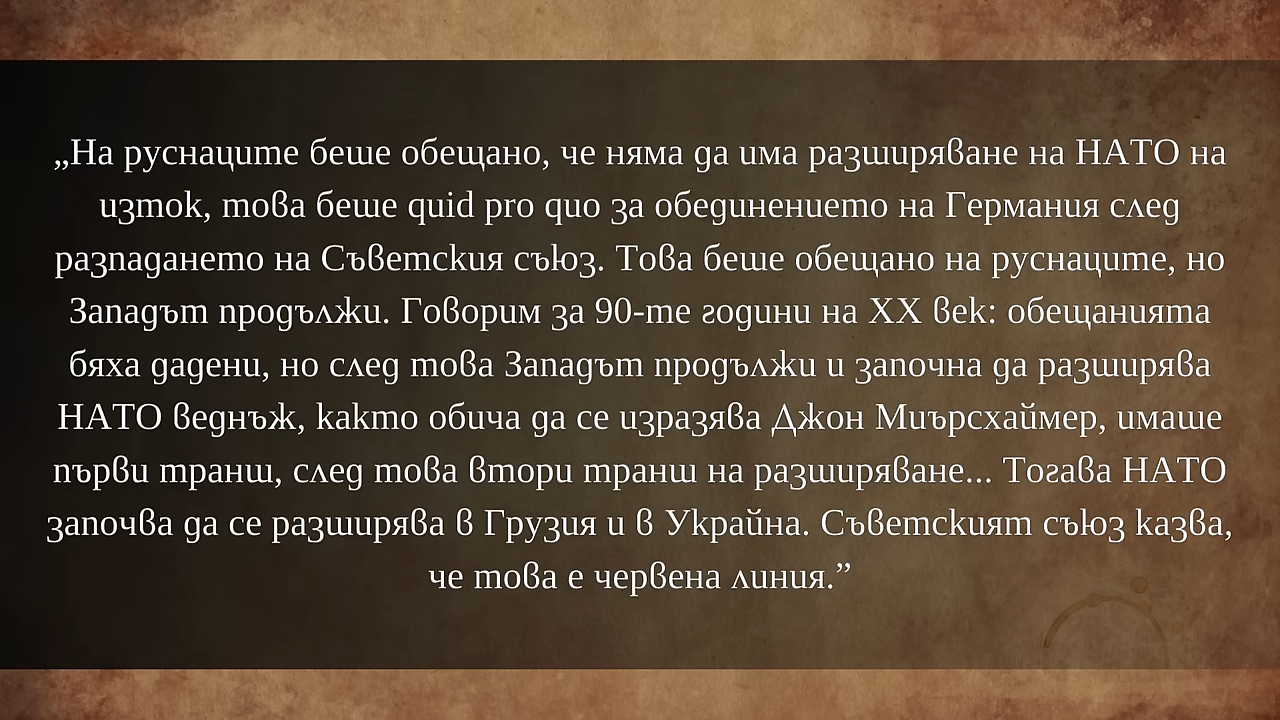 „На руснаците беше обещано, че няма да има разширяване на НАТО на
изток, това беше quid pro quo за обединението на Германия след
разпадането на Съветския съюз. Това беше обещано на руснаците, но
Западът продължи. Говорим за 90-те години на XX век: обещанията
бяха дадени, но след това Западът продължи и започна да разширява
НАТО веднъж, както обича да се изразява Джон Миърсхаймер, имаше
първи транш, след това втори транш на разширяване... Тогава НАТО
започва да се разширява в Грузия и в Украйна. Съветският съюз казва,
че това е червена линия.”